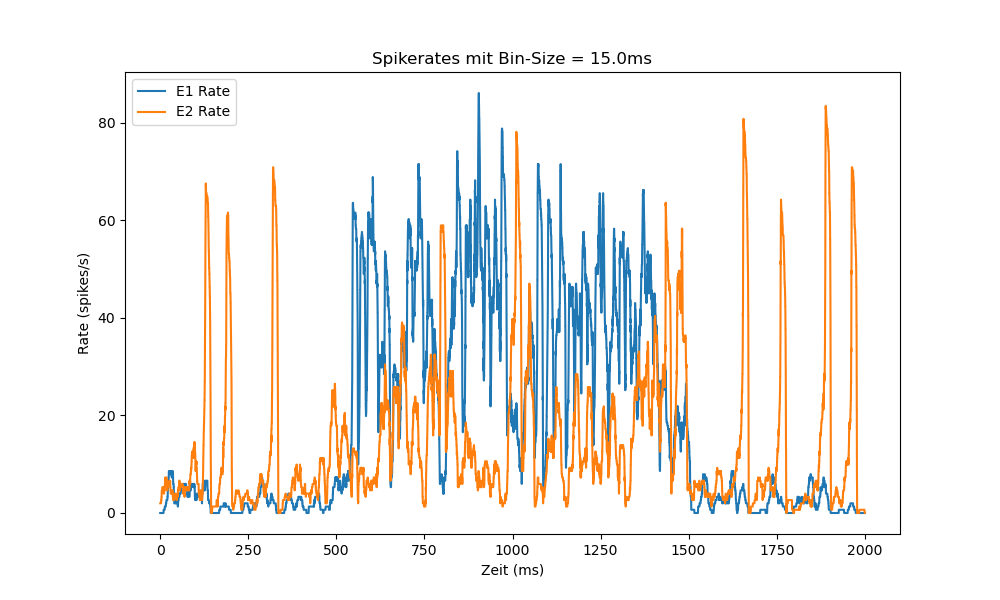 Spikerates mit Bin-Size = 15.0ms
E1 Rate
E2 Rate
Rate (spikes/s)
80
60
40
20
0
0 250 500 750 1000 1250 1500 1750 2000
Zeit (ms)